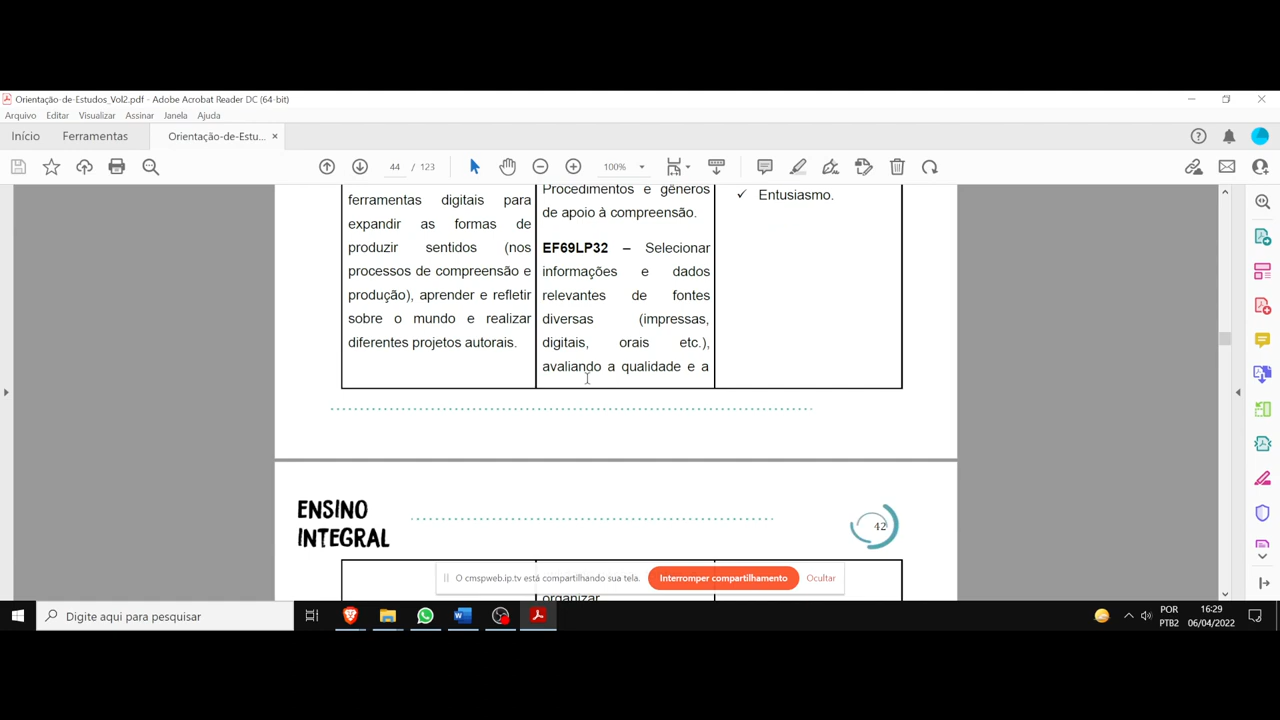 Orientação-de-Estudos_Vol2.pdf - Adobe Acrobat Reader DC (64-bit)
Arquivo Editar Visualizar Assinar Janela Ajuda
Início Ferramentas Orientação-de-Estu... ×
44 / 123 100%
ferramentas digitais para
expandir as formas de
produzir sentidos (nos
processos de compreensão e
produção), aprender e refletir
sobre o mundo e realizar
diferentes projetos autorais.
Procedimentos e gêneros
de apoio à compreensão.
EF69LP32 – Selecionar
informações e dados
relevantes de fontes
diversas (impressas,
digitais, orais etc.),
avaliando a qualidade e a
✓ Entusiasmo.
ENSINO
INTEGRAL
42
organizar
O cmspweb.ip.tv está compartilhando sua tela. Interromper compartilhamento Ocultar
Digite aqui para pesquisar
POR
PTB2
16:29
06/04/2022